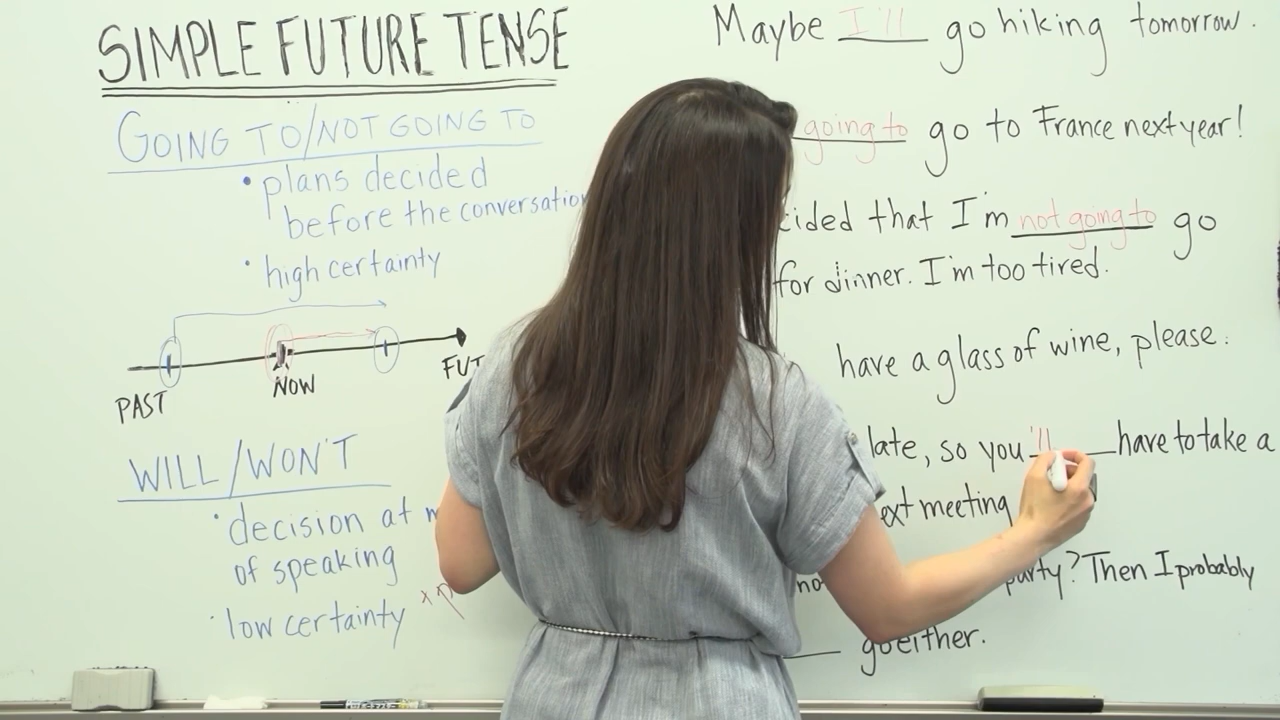 SIMPLE FUTURE TENSE
GOING TO/NOT GOING TO
• plans decided
before the conversation
• high certainty
PAST
NOW
FUT
WILL/WON'T
• decision at
of speaking
• low certainty
Maybe I'll go hiking tomorrow.
going to go to France next year!
cided that I'm not going to go
for dinner. I'm too tired.
have a glass of wine, please.
late, so you'll have to take a
ext meeting
party? Then I probably
go either.